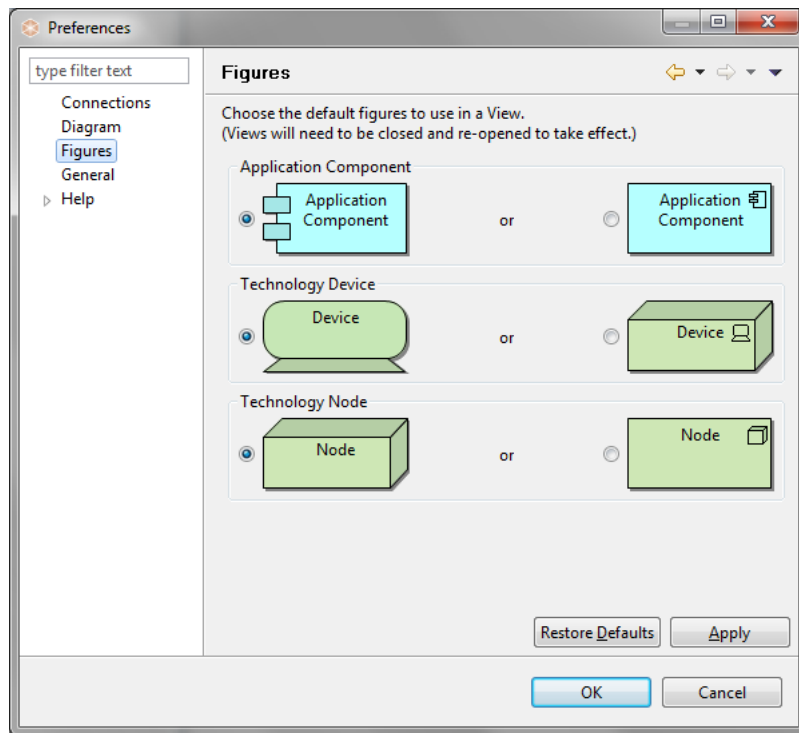 Preferences
type filter text
Connections
Diagram
Figures
General
Help
Figures
Choose the default figures to use in a View.
(Views will need to be closed and re-opened to take effect.)
Application Component
Application
Component
or
Application
Component
Technology Device
Device
or
Device
Technology Node
Node
or
Node
Restore Defaults
Apply
OK
Cancel